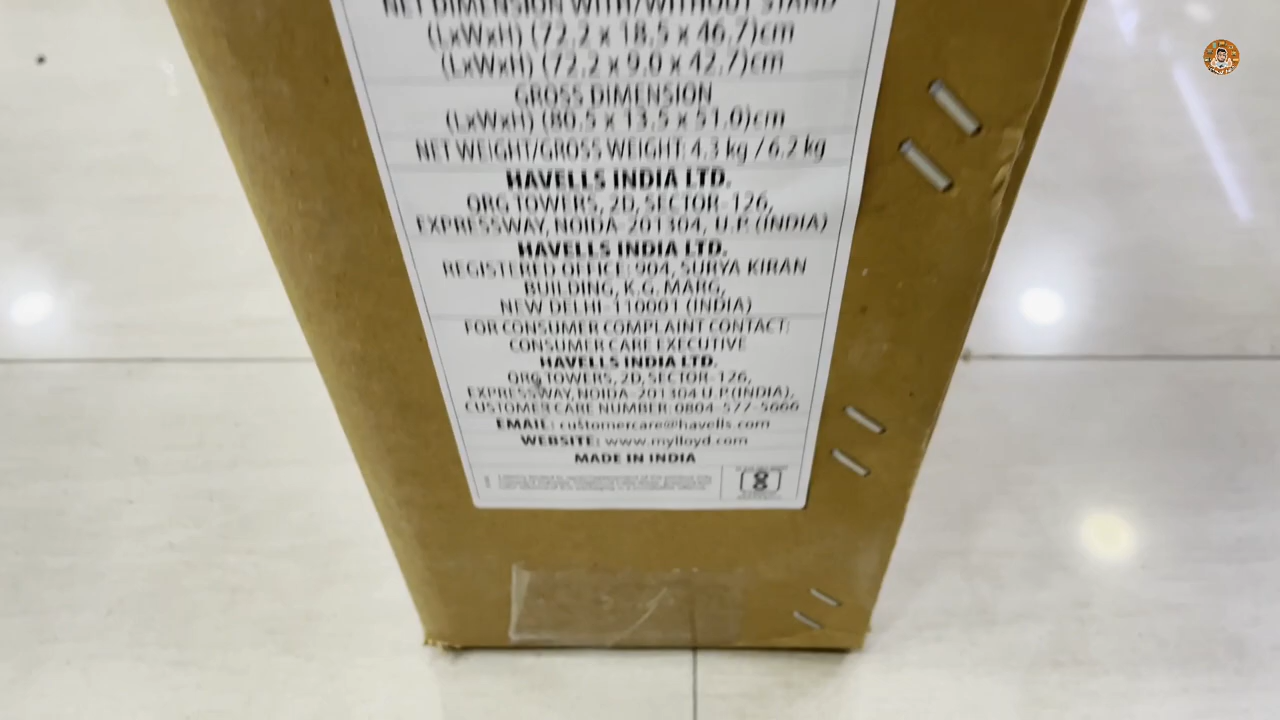 NET DIMENSION WITH/WITHOUT STAND
(LxWxH) (72.2 x 18.5 x 46.7)cm
(LxWxH) (72.2 x 9.0 x 42.7)cm
GROSS DIMENSION
(LxWxH) (80.5 x 13.5 x 51.0)cm
NET WEIGHT/GROSS WEIGHT: 4.3 kg / 6.2 kg
HAVELLS INDIA LTD.
QRG TOWERS, 2D, SECTOR-126,
EXPRESSWAY, NOIDA-201304, U.P. (INDIA)
HAVELLS INDIA LTD.
REGISTERED OFFICE: 904, SURYA KIRAN
BUILDING, K.G. MARG,
NEW DELHI-110001 (INDIA)
FOR CONSUMER COMPLAINT CONTACT:
CONSUMER CARE EXECUTIVE
HAVELLS INDIA LTD.
QRG TOWERS, 2D, SECTOR-126,
EXPRESSWAY, NOIDA-201304 U.P.(INDIA),
CUSTOMER CARE NUMBER: 0804-577-5666
EMAIL: customercare@havells.com
WEBSITE: www.mylloyd.com
MADE IN INDIA